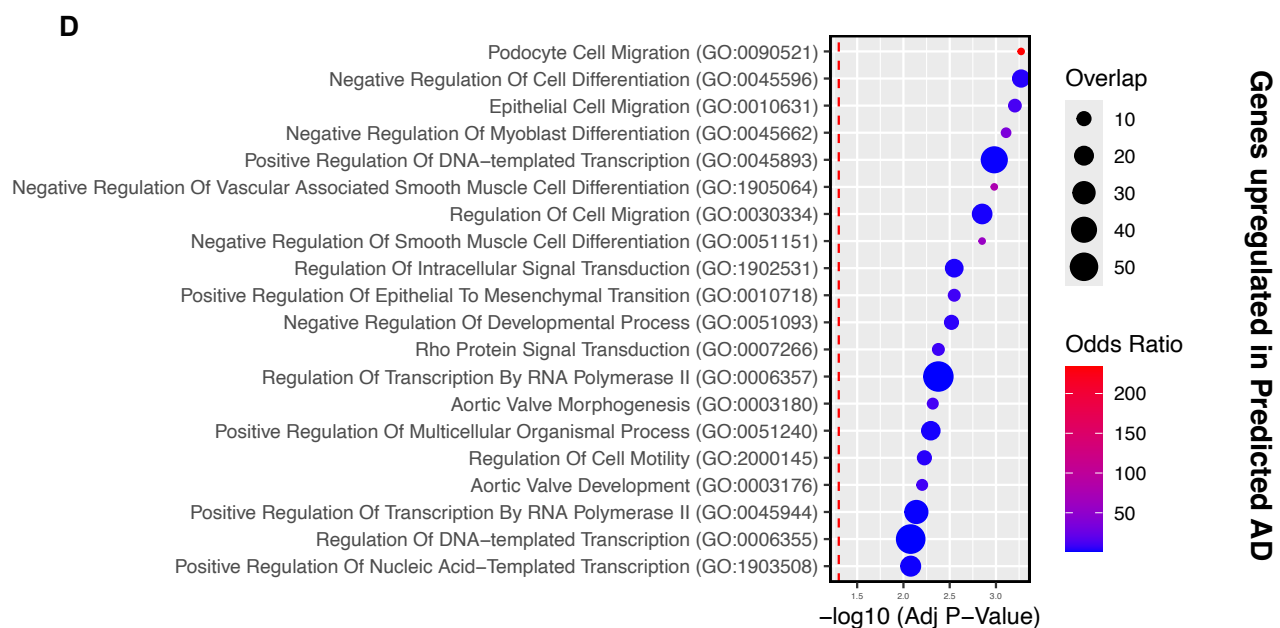 D
Podocyte Cell Migration (GO:0090521)
Negative Regulation Of Cell Differentiation (GO:0045596)
Epithelial Cell Migration (GO:0010631)
Negative Regulation Of Myoblast Differentiation (GO:0045662)
Positive Regulation Of DNA−templated Transcription (GO:0045893)
Negative Regulation Of Vascular Associated Smooth Muscle Cell Differentiation (GO:1905064)
Regulation Of Cell Migration (GO:0030334)
Negative Regulation Of Smooth Muscle Cell Differentiation (GO:0051151)
Regulation Of Intracellular Signal Transduction (GO:1902531)
Positive Regulation Of Epithelial To Mesenchymal Transition (GO:0010718)
Negative Regulation Of Developmental Process (GO:0051093)
Rho Protein Signal Transduction (GO:0007266)
Regulation Of Transcription By RNA Polymerase II (GO:0006357)
Aortic Valve Morphogenesis (GO:0003180)
Positive Regulation Of Multicellular Organismal Process (GO:0051240)
Regulation Of Cell Motility (GO:2000145)
Aortic Valve Development (GO:0003176)
Positive Regulation Of Transcription By RNA Polymerase II (GO:0045944)
Regulation Of DNA−templated Transcription (GO:0006355)
Positive Regulation Of Nucleic Acid−Templated Transcription (GO:1903508)
1.5 2.0 2.5 3.0
−log10 (Adj P−Value)
Overlap
10
20
30
40
50
Odds Ratio
200
150
100
50
Genes upregulated in Predicted AD